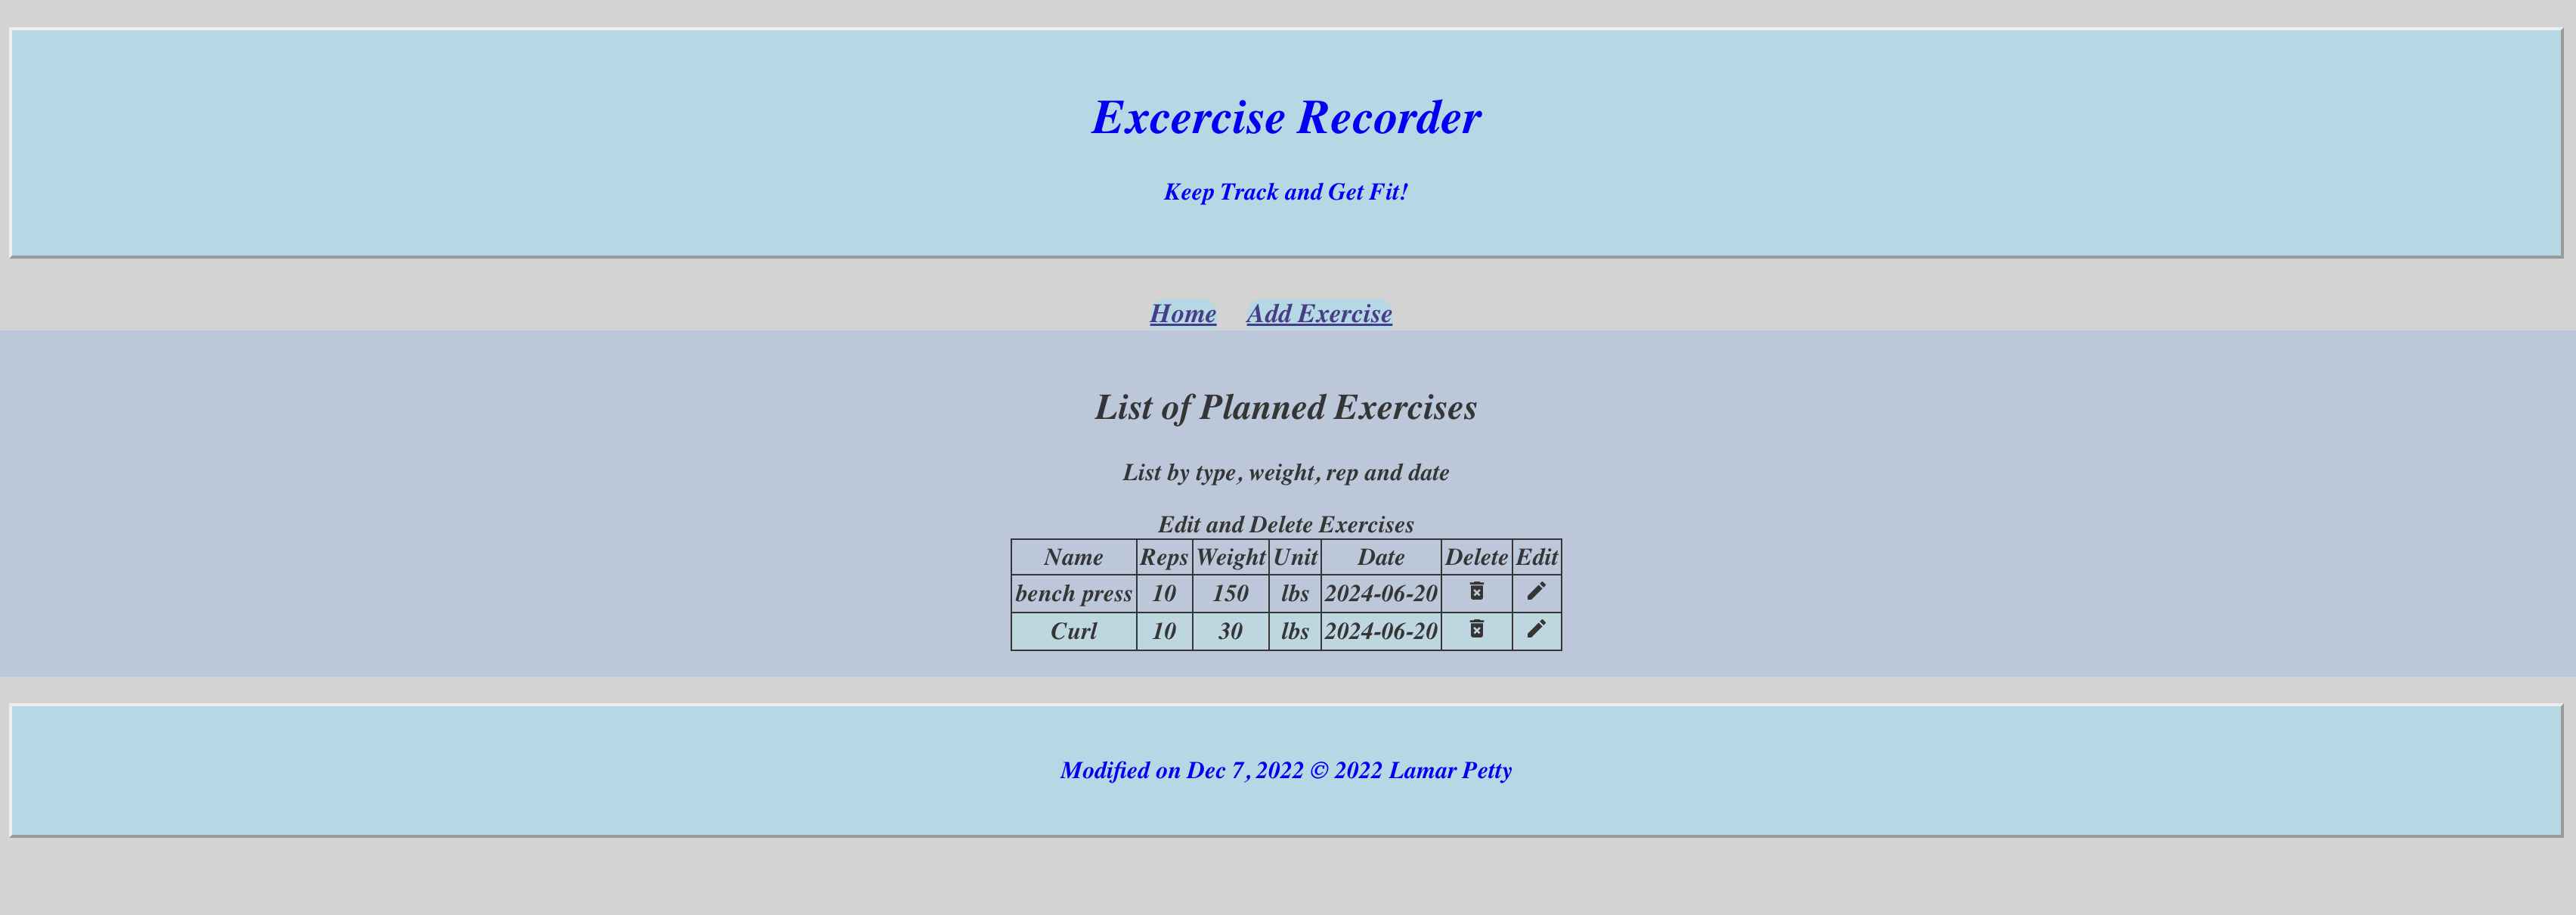 Excercise Recorder
Keep Track and Get Fit!
Home Add Exercise
List of Planned Exercises
List by type, weight, rep and date
Edit and Delete Exercises
Name Reps Weight Unit Date Delete Edit
bench press 10 150 lbs 2024-06-20
Curl 10 30 lbs 2024-06-20
Modified on Dec 7, 2022 © 2022 Lamar Petty